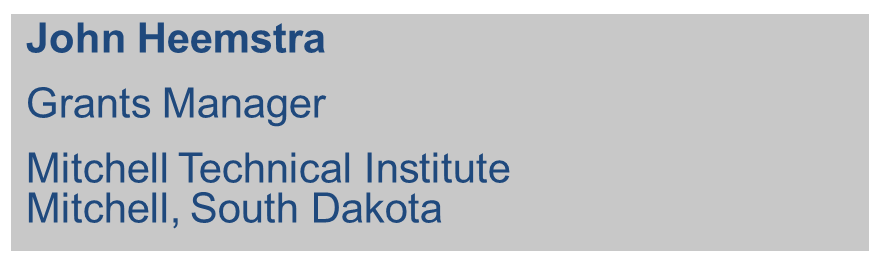 John Heemstra
Grants Manager
Mitchell Technical Institute
Mitchell, South Dakota